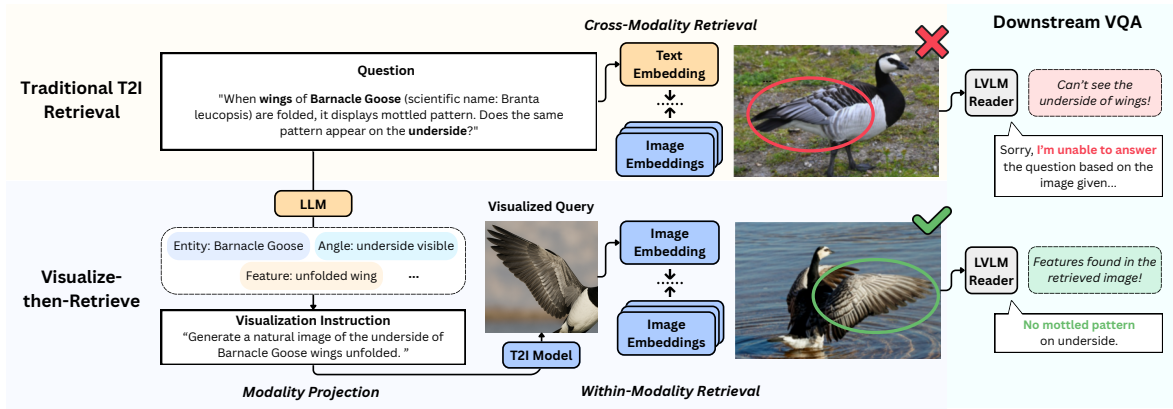 Cross-Modality Retrieval
Downstream VQA
Traditional T2I
Retrieval
Question
"When wings of Barnacle Goose (scientific name: Branta
leucopsis) are folded, it displays mottled pattern. Does the same
pattern appear on the underside?"
Text
Embedding
Image
Embeddings
LVLM
Reader
Can't see the
underside of wings!
Sorry, I'm unable to answer
the question based on the
image given...
LLM
Visualize-
then-Retrieve
Entity: Barnacle Goose
Angle: underside visible
Feature: unfolded wing
...
Visualization Instruction
“Generate a natural image of the underside of
Barnacle Goose wings unfolded. ”
Visualized Query
T2I Model
Image
Embedding
Image
Embeddings
LVLM
Reader
Features found in the
retrieved image!
No mottled pattern
on underside.
Modality Projection
Within-Modality Retrieval